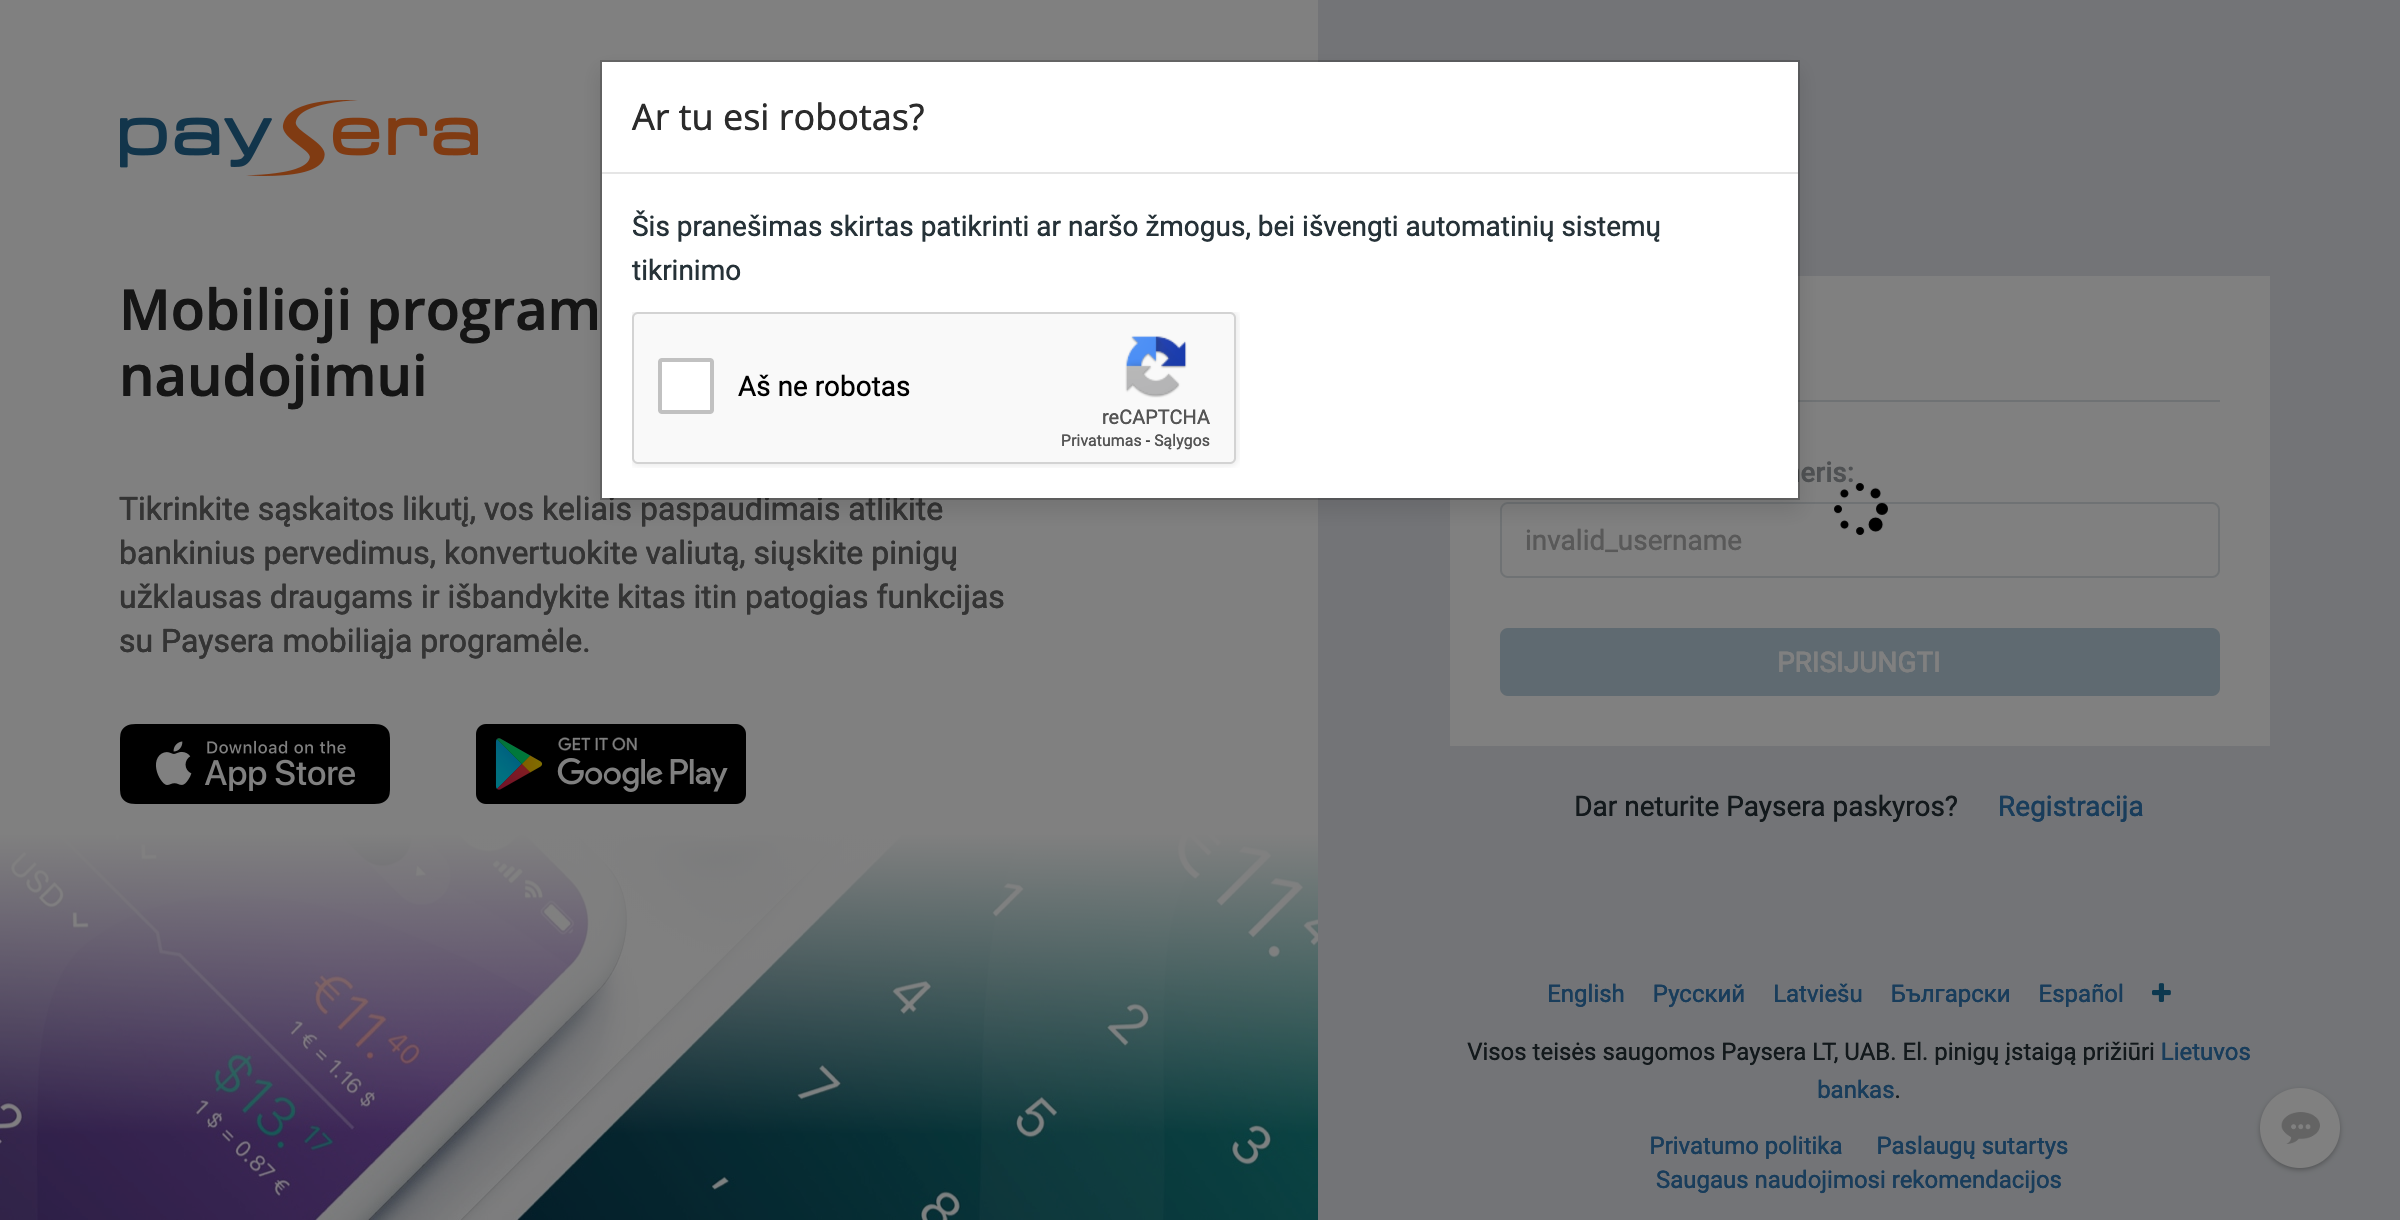 paysera
Ar tu esi robotas?
Šis pranešimas skirtas patikrinti ar naršo žmogus, bei išvengti automatinių sistemų
tikrinimo
Aš ne robotas
reCAPTCHA
Privatumas - Sąlygos
Mobilioji program
naudojimui
Tikrinkite sąskaitos likutį, vos keliais paspaudimais atlikite
bankinius pervedimus, konvertuokite valiutą, siųskite pinigų
užklausas draugams ir išbandykite kitas itin patogias funkcijas
su Paysera mobiliąja programėle.
Download on the
App Store
GET IT ON
Google Play
USD
€11.40
1 € = 1.16 $
$13.17
1 $ = 0.87 €
€11.4
1
4
2
7
5
3
8
eris:
invalid_username
PRISIJUNGTI
Dar neturite Paysera paskyros? Registracija
English Русский Latviešu Български Español +
Visos teisės saugomos Paysera LT, UAB. El. pinigų įstaigą prižiūri Lietuvos
bankas.
Privatumo politika Paslaugų sutartys
Saugaus naudojimosi rekomendacijos